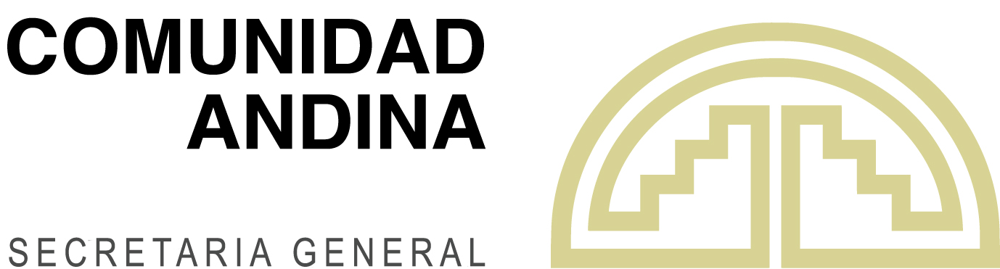 COMUNIDAD
ANDINA
SECRETARIA GENERAL